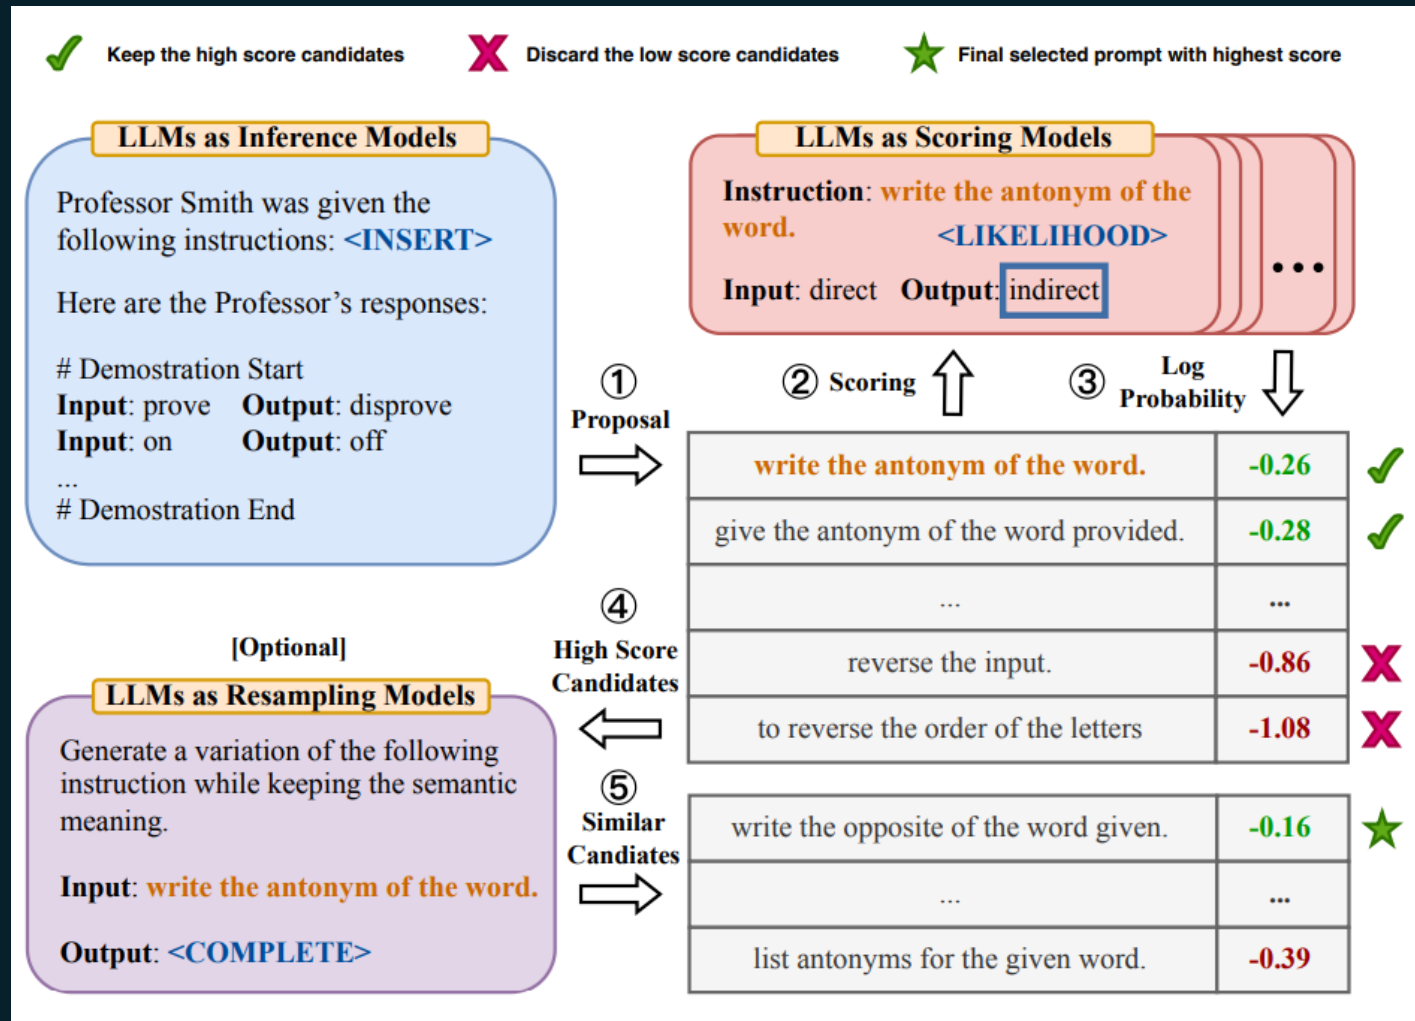 Keep the high score candidates
Discard the low score candidates
Final selected prompt with highest score
LLMs as Inference Models
Professor Smith was given the
following instructions: <INSERT>
Here are the Professor's responses:
# Demostration Start
Input: prove Output: disprove
Input: on Output: off
...
# Demostration End
① Proposal
LLMs as Scoring Models
Instruction: write the antonym of the
word.
<LIKELIHOOD>
Input: direct Output: indirect
...
② Scoring
③ Log
Probability
write the antonym of the word. -0.26
give the antonym of the word provided. -0.28
... ...
reverse the input. -0.86
to reverse the order of the letters -1.08
④
High Score
Candidates
[Optional]
LLMs as Resampling Models
Generate a variation of the following
instruction while keeping the semantic
meaning.
Input: write the antonym of the word.
Output: <COMPLETE>
⑤
Similar
Candiates
write the opposite of the word given. -0.16
... ...
list antonyms for the given word. -0.39